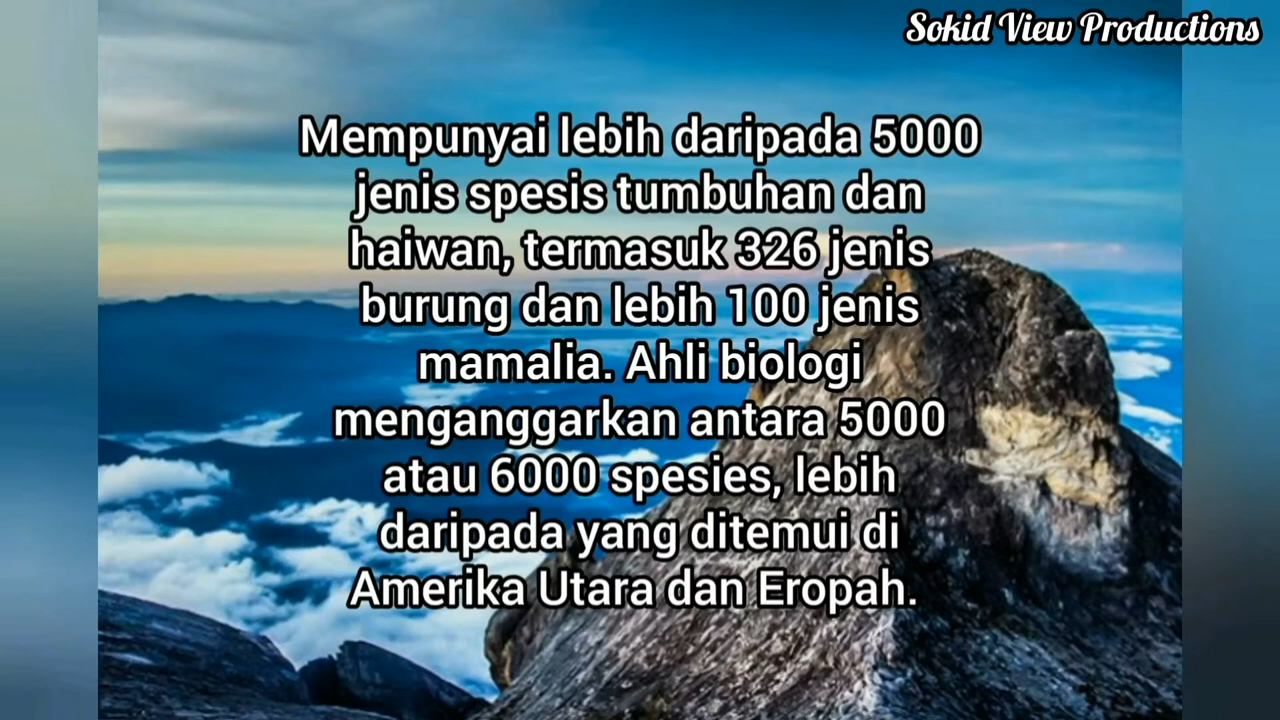 Sokid View Productions
Mempunyai lebih daripada 5000
jenis spesis tumbuhan dan
haiwan, termasuk 326 jenis
burung dan lebih 100 jenis
mamalia. Ahli biologi
menganggarkan antara 5000
atau 6000 spesies, lebih
daripada yang ditemui di
Amerika Utara dan Eropah.